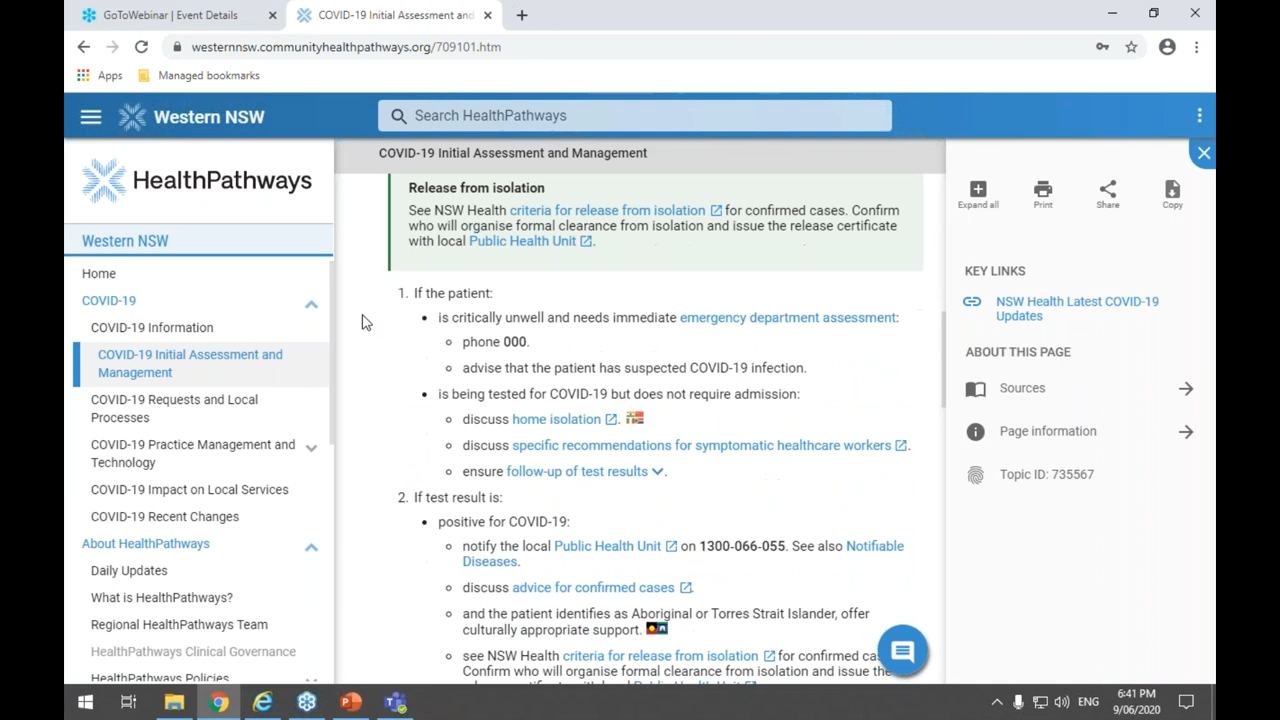 GoToWebinar | Event Details
COVID-19 Initial Assessment and
westernnsw.communityhealthpathways.org/709101.htm
Apps
Managed bookmarks
Western NSW
Search HealthPathways
HealthPathways
Western NSW
Home
COVID-19
COVID-19 Information
COVID-19 Initial Assessment and
Management
COVID-19 Requests and Local
Processes
COVID-19 Practice Management and
Technology
COVID-19 Impact on Local Services
COVID-19 Recent Changes
About HealthPathways
Daily Updates
What is HealthPathways?
Regional HealthPathways Team
HealthPathways Clinical Governance
HealthPathways Policies
COVID-19 Initial Assessment and Management
Release from isolation
See NSW Health criteria for release from isolation for confirmed cases. Confirm
who will organise formal clearance from isolation and issue the release certificate
with local Public Health Unit.
1. If the patient:
• is critically unwell and needs immediate emergency department assessment:
phone 000.
advise that the patient has suspected COVID-19 infection.
• is being tested for COVID-19 but does not require admission:
discuss home isolation.
discuss specific recommendations for symptomatic healthcare workers.
ensure follow-up of test results.
2. If test result is:
• positive for COVID-19:
notify the local Public Health Unit on 1300-066-055. See also Notifiable
Diseases.
discuss advice for confirmed cases.
and the patient identifies as Aboriginal or Torres Strait Islander, offer
culturally appropriate support.
see NSW Health criteria for release from isolation for confirmed
Confirm who will organise formal clearance from isolation and issue the
Expand all
Print
Share
Copy
KEY LINKS
NSW Health Latest COVID-19
Updates
ABOUT THIS PAGE
Sources
Page information
Topic ID: 735567
ENG
6:41 PM
9/06/2020